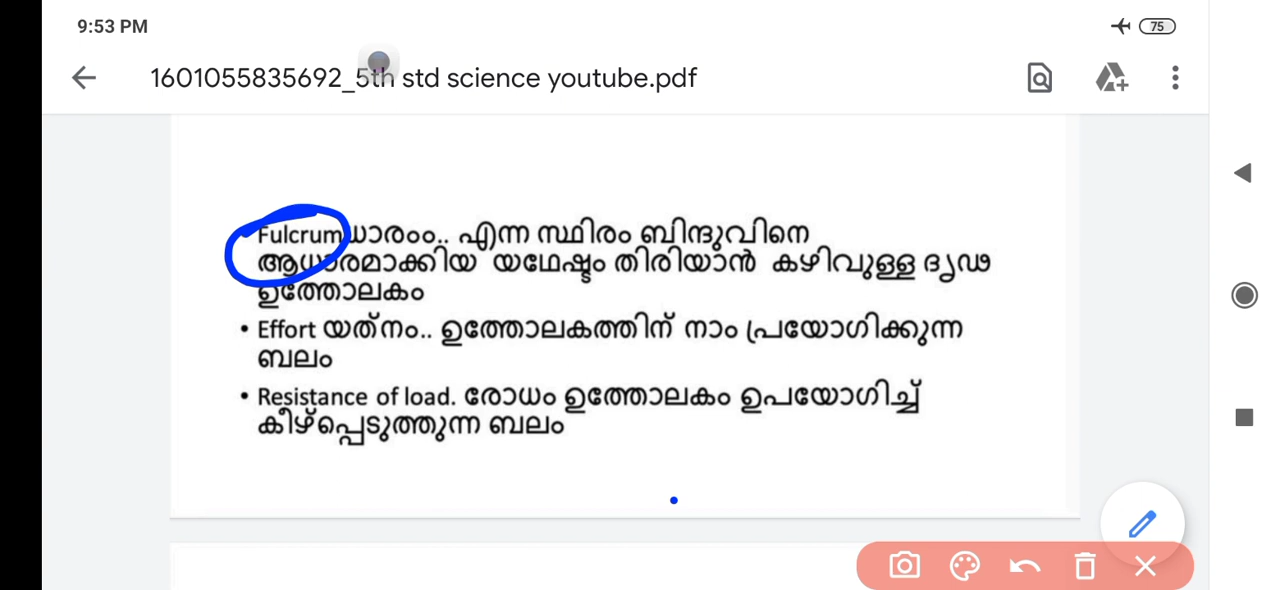 9:53 PM
75
1601055835692_5th std science youtube.pdf
Fulcrumധാരംം.. എന്ന സ്ഥിരം ബിന്ദുവിനെ
ആധാരമാക്കിയ യഥേഷ്ടം തിരിയാൻ കഴിവുള്ള ദൃഢ
ഉത്തോലകം
• Effort യത്നം.. ഉത്തോലകത്തിന് നാം പ്രയോഗിക്കുന്ന
ബലം
• Resistance of load. രോധം ഉത്തോലകം ഉപയോഗിച്ച്
കീഴ്പ്പെടുത്തുന്ന ബലം